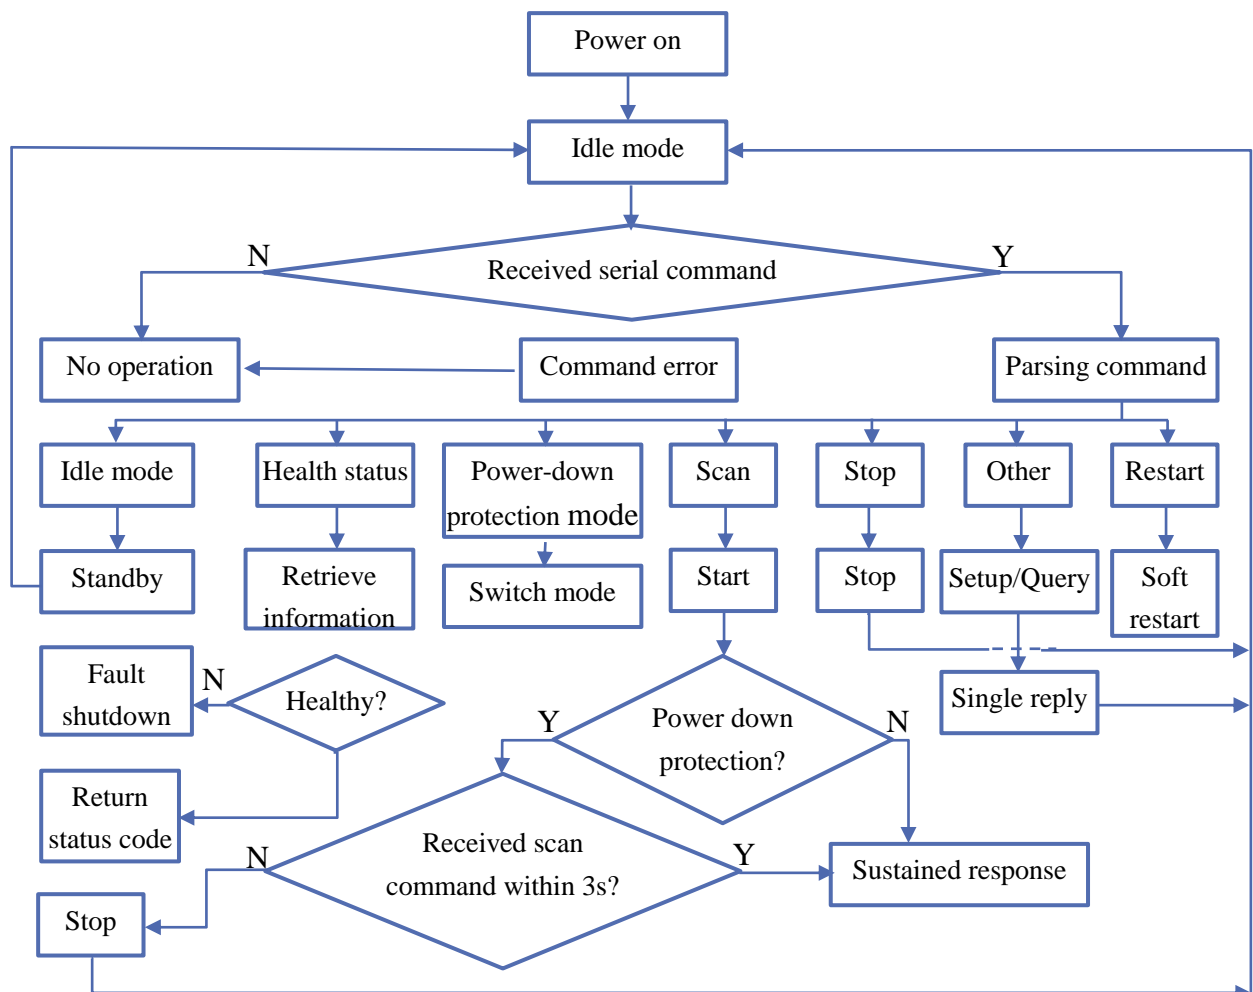 Power on
Idle mode
N
Received serial command
Y
No operation
Command error
Parsing command
Idle mode
Health status
Power-down
protection mode
Scan
Stop
Other
Restart
Standby
Retrieve
information
Switch mode
Start
Stop
Setup/Query
Soft
restart
Fault
shutdown
N
Healthy?
Y
Power down
protection?
N
Single reply
Return
status code
N
Received scan
command within 3s?
Y
Sustained response
Stop